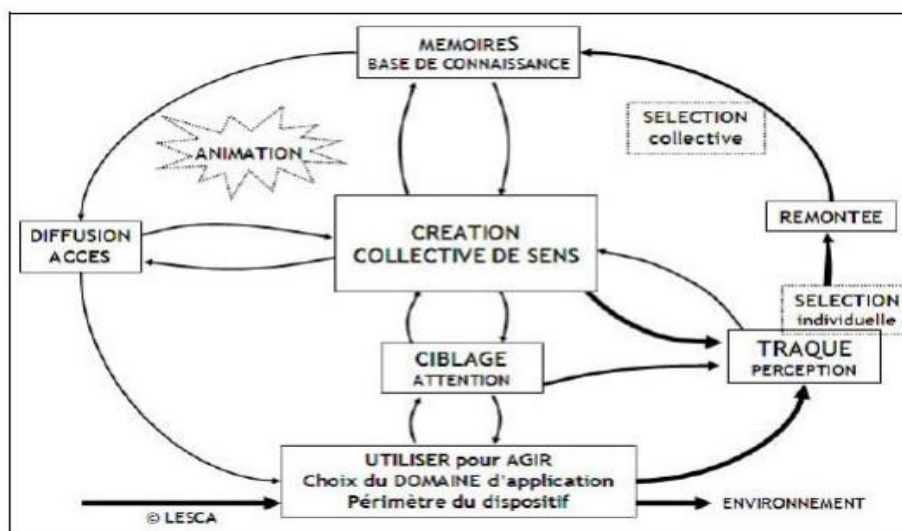 MEMOIRES
BASE DE CONNAISSANCE
SELECTION
collective
ANIMATION
DIFFUSION
ACCES
CREATION
COLLECTIVE DE SENS
REMONTEE
SELECTION
individuelle
TRAQUE
PERCEPTION
CIBLAGE
ATTENTION
UTILISER pour AGIR
Choix du DOMAINE d'application
Périmètre du dispositif
ENVIRONNEMENT
© LESCA